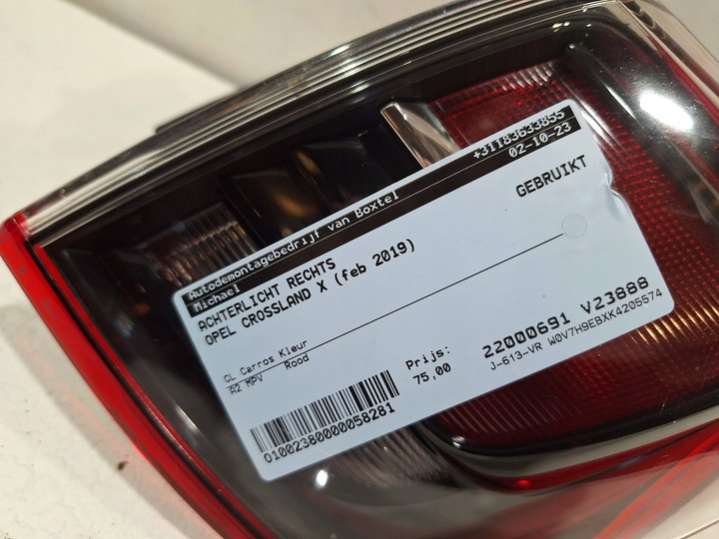 Autodemontagebedrijf van Boxtel +31183633855
Michael 02-10-23
ACHTERLICHT RECHTS GEBRUIKT
OPEL CROSSLAND X (feb 2019)
CL Carros Kleur
A2 MPV Rood
Prijs: 22000691 V23888
75,00 J-613-VR W0V7H9EBXK4205574
01002380000058281